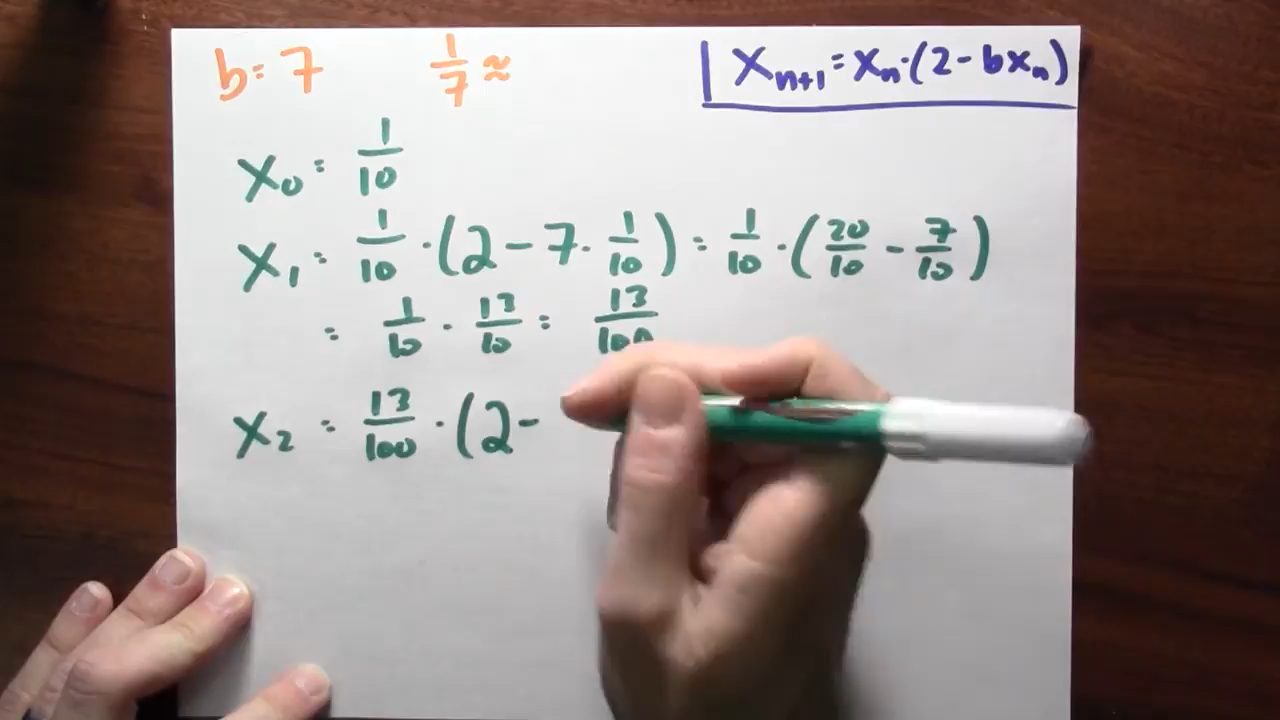 b = 7 1/7 ≈ x_{n+1} = x_n · (2 - bx_n)
x_0 = 1/10
x_1 = 1/10 · (2 - 7 · 1/10) = 1/10 · (20/10 - 7/10)
= 1/10 · 13/10 = 13/100
x_2 = 13/100 · (2 -